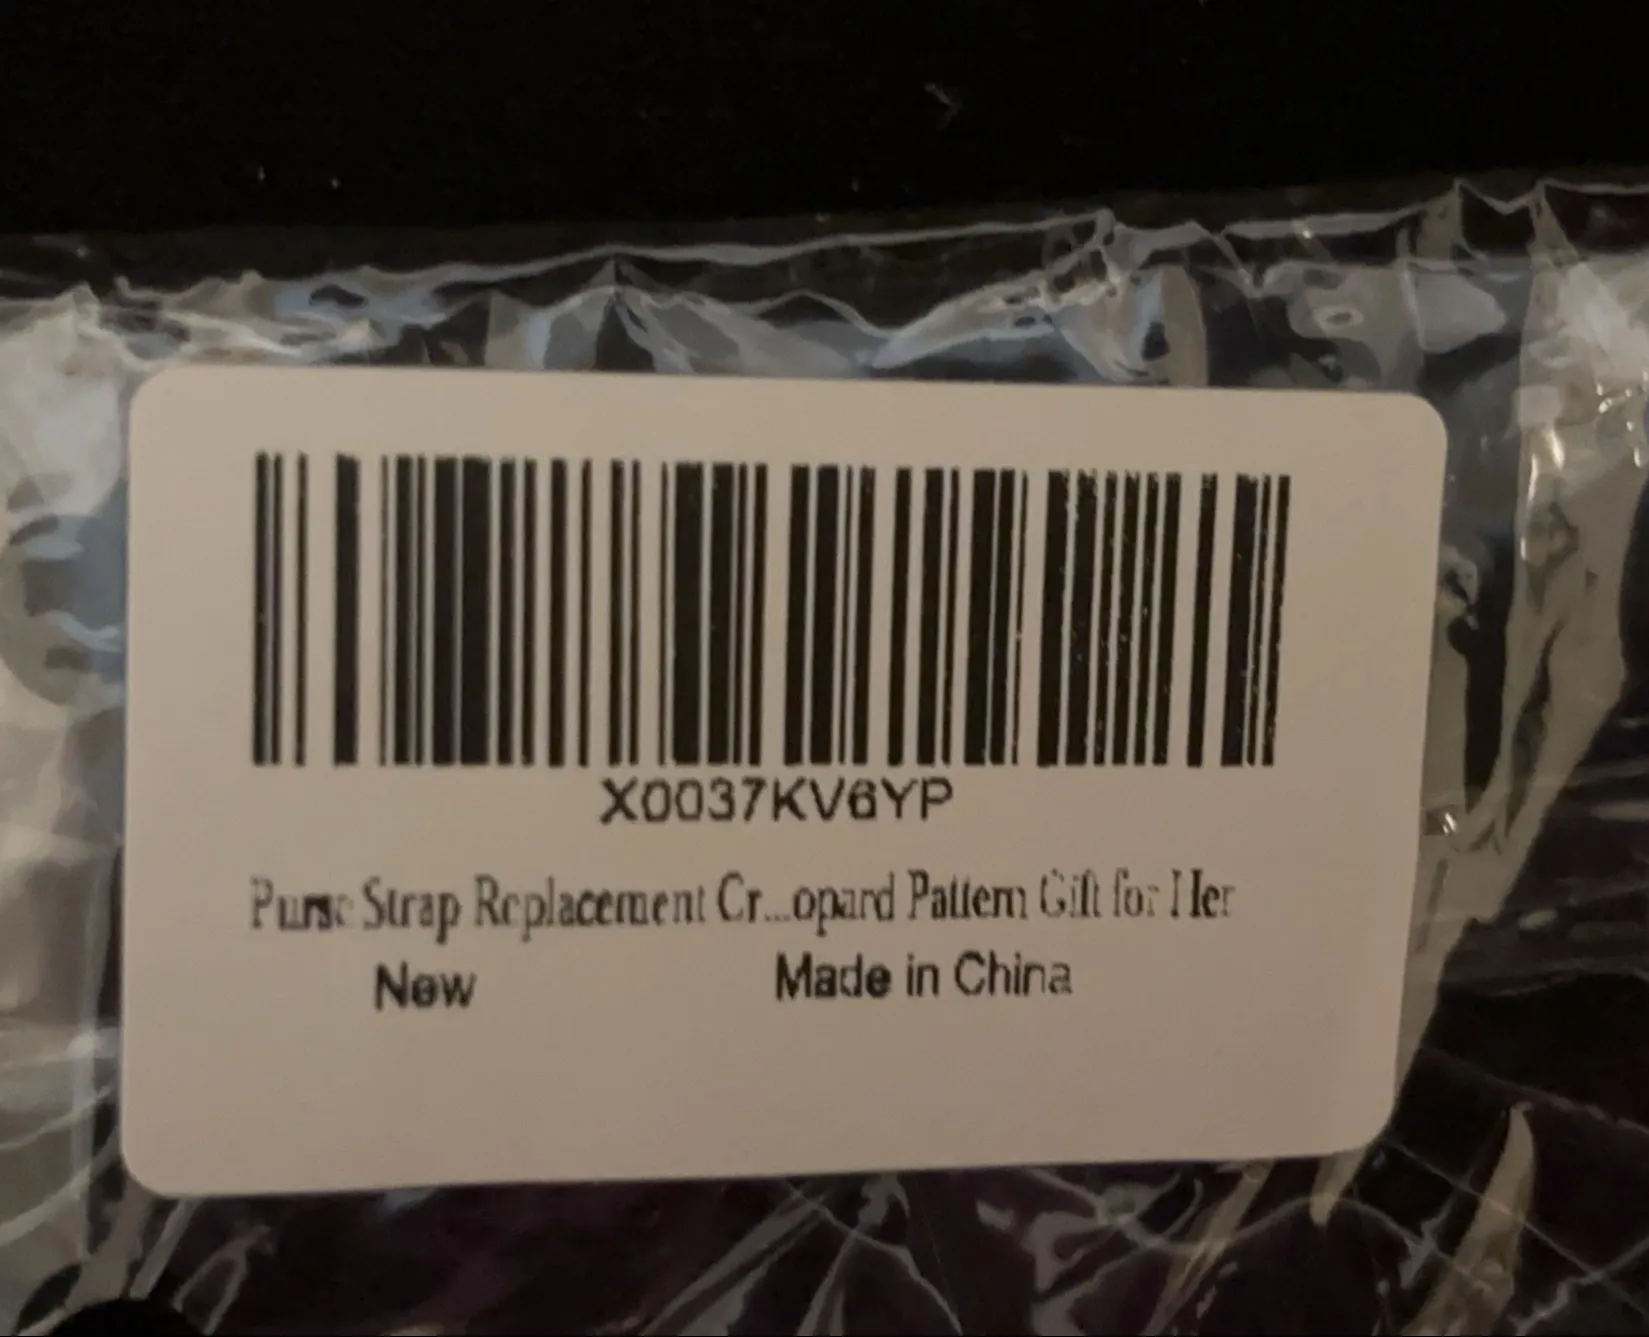 X0037KV6YP
Purse Strap Replacement Cr...opard Pattern Gift for Her
New Made in China